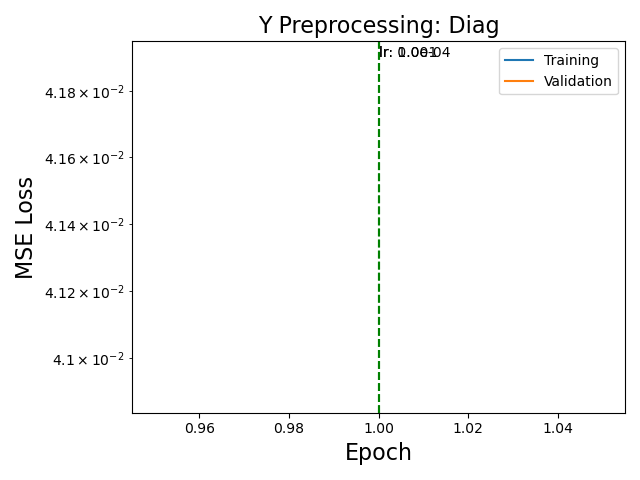 Y Preprocessing: Diag
lr:
Training
Validation
4.18 × 10⁻²
4.16 × 10⁻²
4.14 × 10⁻²
4.12 × 10⁻²
4.1 × 10⁻²
MSE Loss
0.96
0.98
1.00
1.02
1.04
Epoch